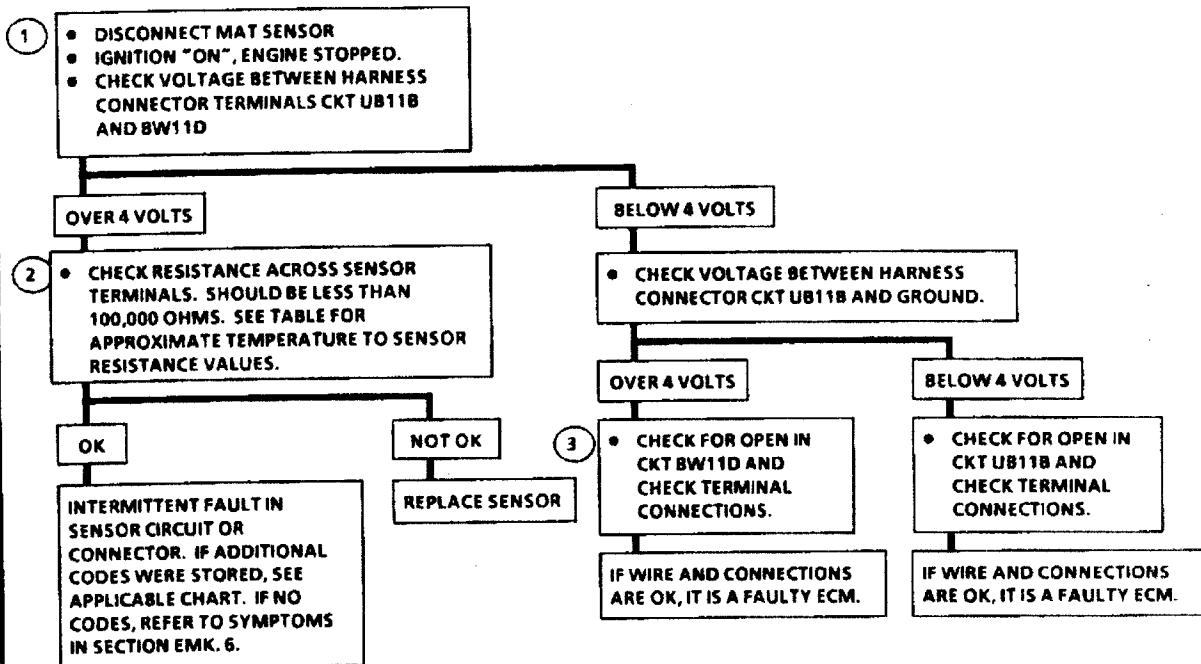 1
• DISCONNECT MAT SENSOR
• IGNITION "ON", ENGINE STOPPED.
• CHECK VOLTAGE BETWEEN HARNESS
CONNECTOR TERMINALS CKT UB11B
AND BW11D
OVER 4 VOLTS
BELOW 4 VOLTS
2
• CHECK RESISTANCE ACROSS SENSOR
TERMINALS. SHOULD BE LESS THAN
100,000 OHMS. SEE TABLE FOR
APPROXIMATE TEMPERATURE TO SENSOR
RESISTANCE VALUES.
• CHECK VOLTAGE BETWEEN HARNESS
CONNECTOR CKT UB11B AND GROUND.
OVER 4 VOLTS
BELOW 4 VOLTS
OK
NOT OK
3
• CHECK FOR OPEN IN
CKT BW11D AND
CHECK TERMINAL
CONNECTIONS.
• CHECK FOR OPEN IN
CKT UB11B AND
CHECK TERMINAL
CONNECTIONS.
INTERMITTENT FAULT IN
SENSOR CIRCUIT OR
CONNECTOR. IF ADDITIONAL
CODES WERE STORED, SEE
APPLICABLE CHART. IF NO
CODES, REFER TO SYMPTOMS
IN SECTION EMK. 6.
REPLACE SENSOR
IF WIRE AND CONNECTIONS
ARE OK, IT IS A FAULTY ECM.
IF WIRE AND CONNECTIONS
ARE OK, IT IS A FAULTY ECM.